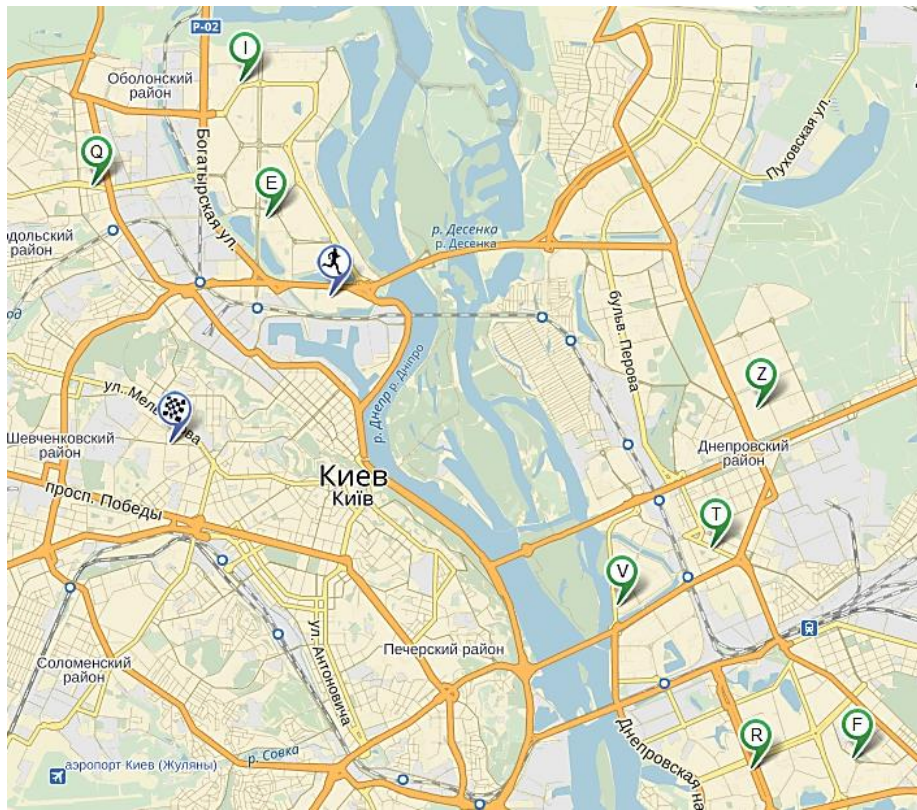 Р-02
I
Оболонский
район
Q
Богатырская ул.
E
Пуховская ул.
р. Десенка
р. Десенка
одольский
район
од
бульв. Перова
р. Днепр р. Дніпро
Z
ул. Мельникова
Шевченковский
район
Днепровский
район
Киев
Київ
просп. Победы
T
V
ул. Антоновича
Печерский район
Соломенский
район
Днепровская на
R
F
р. Совка
аэропорт Киев (Жуляны)